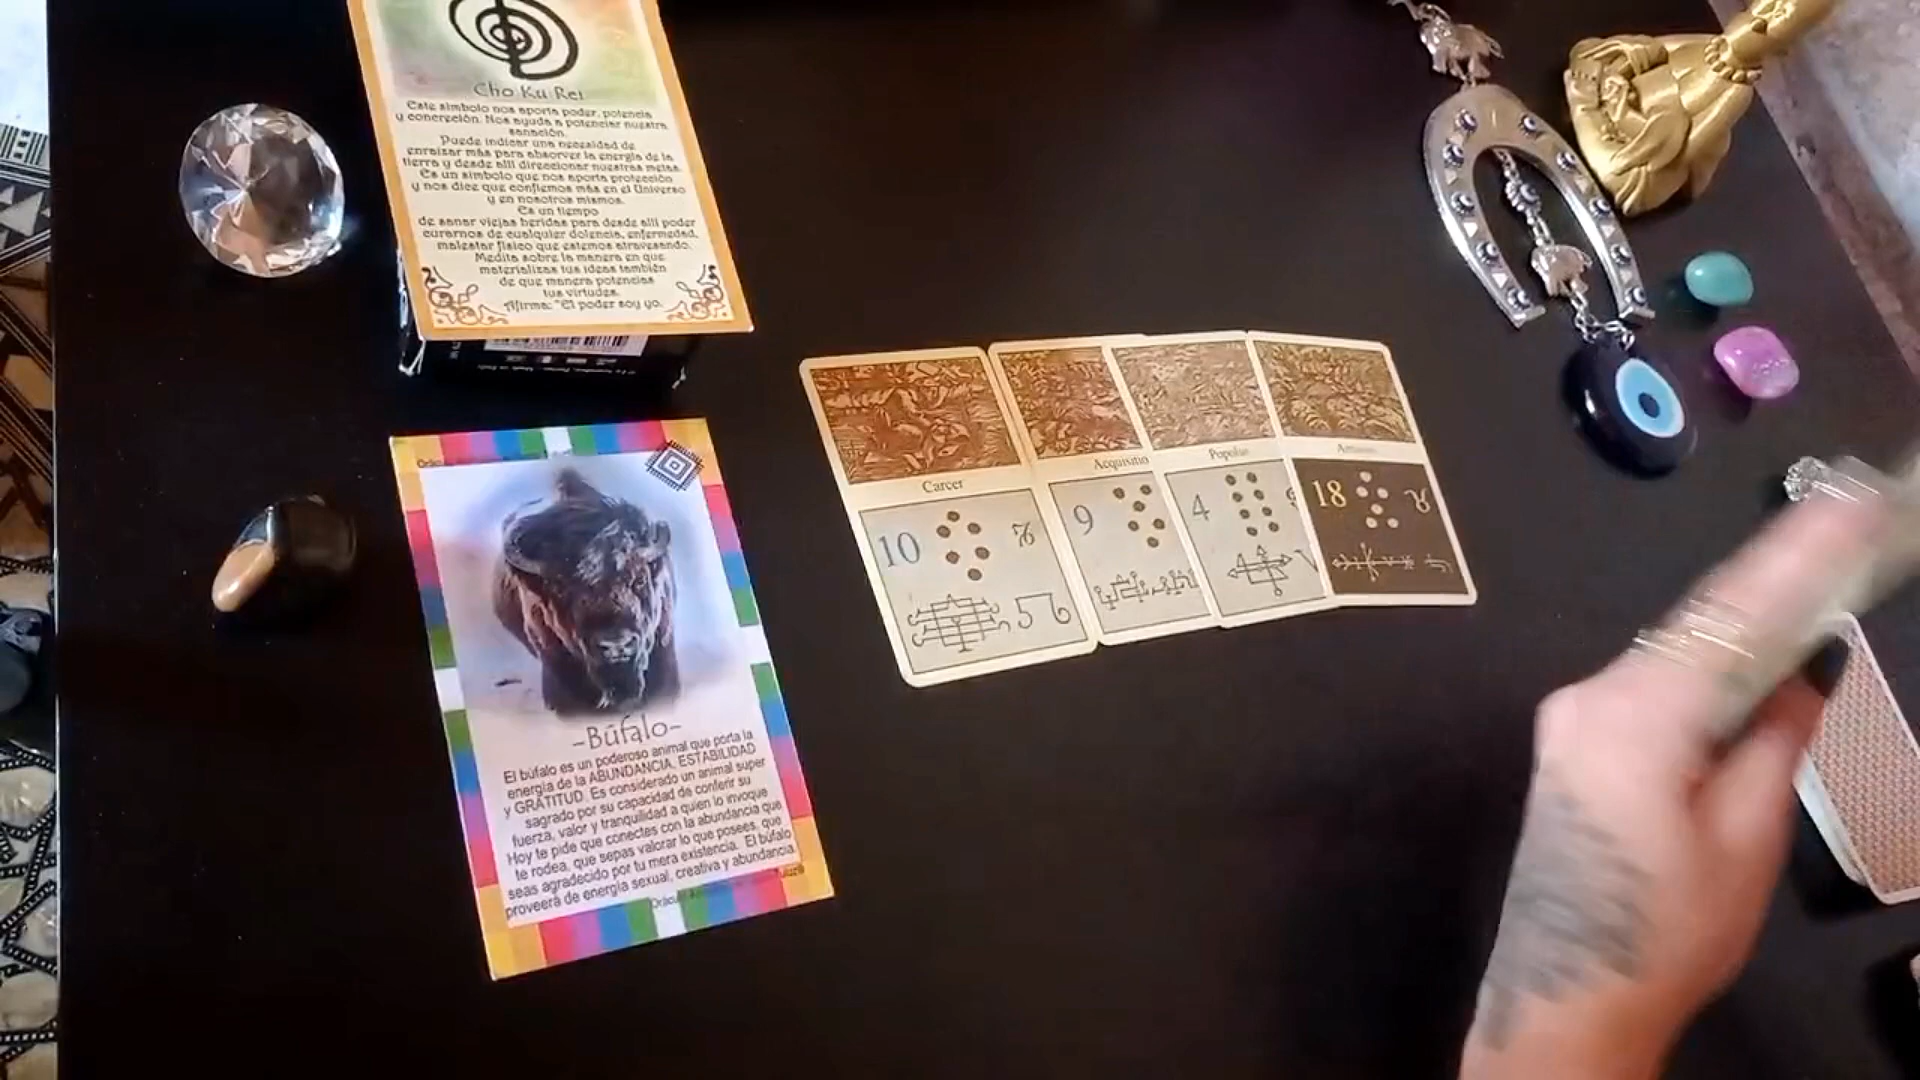 Cho Ku Rei
Este símbolo nos aporta poder, potencia
y concreción. Nos ayuda a potenciar nuestra
sanación.
Puede indicar una necesidad de
enraizar más para absorver la energía de la
tierra y desde allí direccionar nuestras metas.
Es un símbolo que nos aporta protección
y nos dice que confiemos más en el Universo
y en nosotros mismos.
Es un tiempo
de sanar viejas heridas para desde allí poder
curarnos de cualquier dolencia, enfermedad,
malestar físico que estemos atravesando.
Medita sobre la manera en que
materializas tus ideas también
de que manera potencias
tus virtudes.
Afirma: "El poder soy yo.
-Búfalo-
El búfalo es un poderoso animal que porta la
energía de la ABUNDANCIA, ESTABILIDAD
y GRATITUD. Es considerado un animal super
sagrado por su capacidad de conferir su
fuerza, valor y tranquilidad a quien lo invoque
Hoy te pide que conectes con la abundancia que
te rodea, que sepas valorar lo que posees, que
seas agradecido por tu mera existencia. El búfalo
proveerá de energía sexual, creativa y abundancia
Carcer
10
Acquisitio
9
Populus
4
18